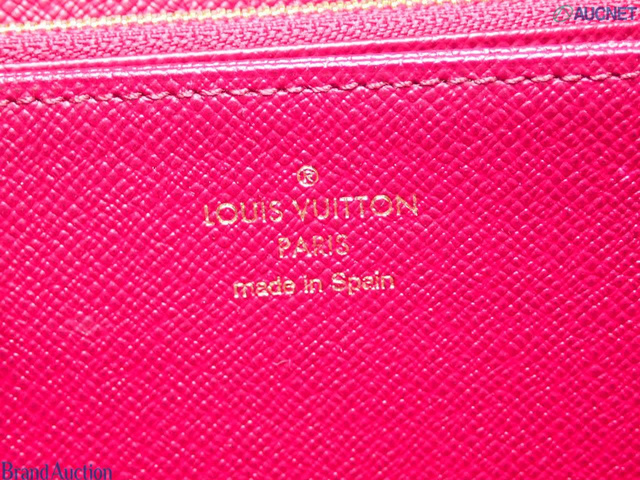 AUCNET
®
LOUIS VUITTON
PARIS
made in Spain
Brand Auction